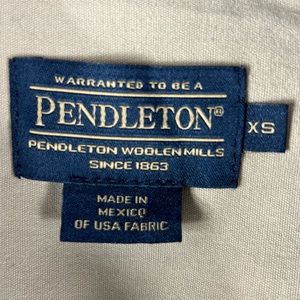 WARRANTED TO BE A
PENDLETON®
XS
PENDLETON WOOLEN MILLS
SINCE 1863
MADE IN
MEXICO
OF USA FABRIC